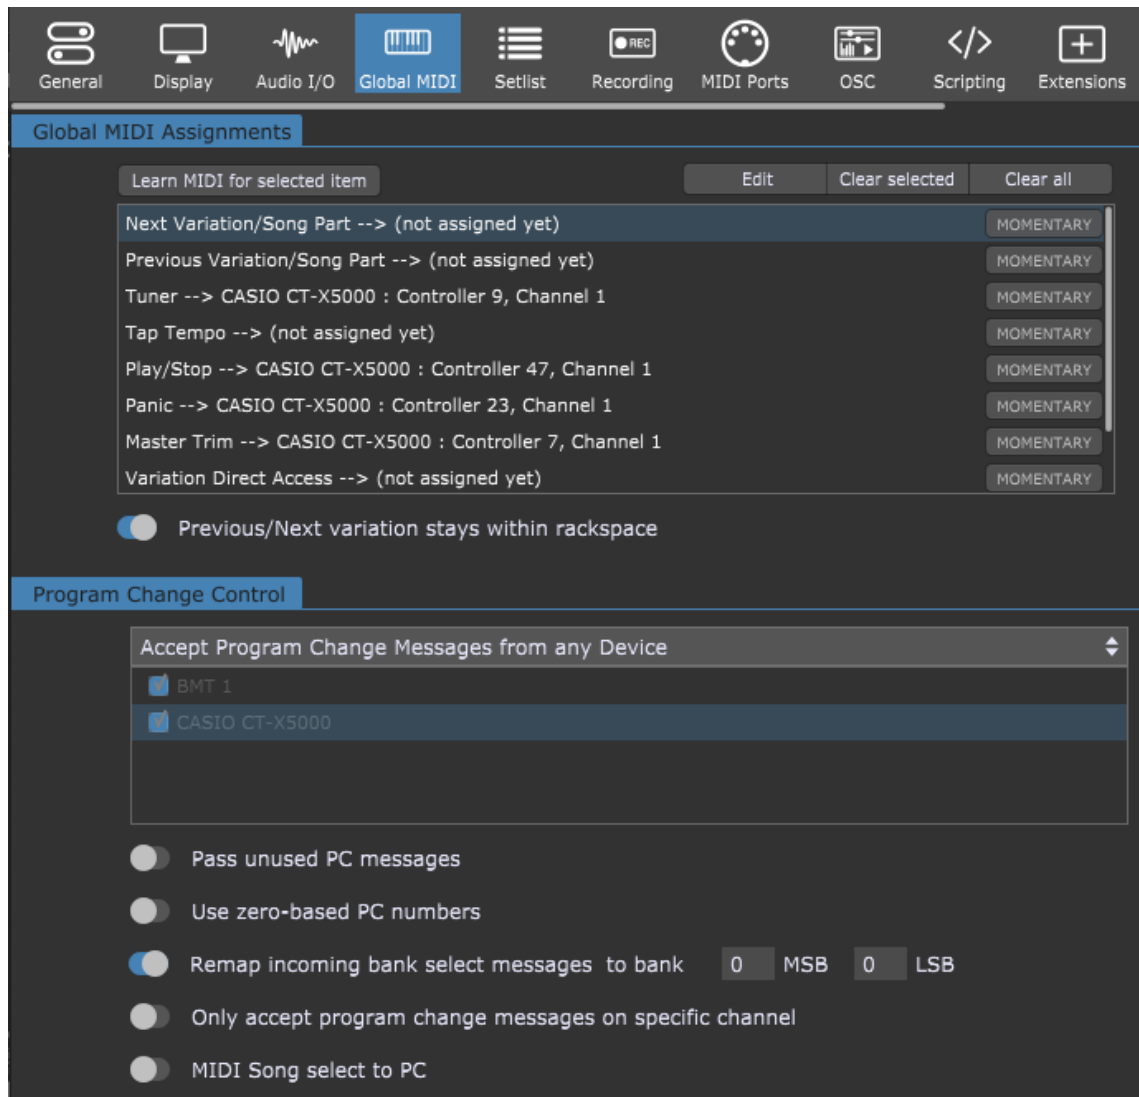 General Display Audio I/O Global MIDI Setlist REC Recording MIDI Ports OSC Scripting Extensions
Global MIDI Assignments
Learn MIDI for selected item Edit Clear selected Clear all
Next Variation/Song Part --> (not assigned yet) MOMENTARY
Previous Variation/Song Part --> (not assigned yet) MOMENTARY
Tuner --> CASIO CT-X5000 : Controller 9, Channel 1 MOMENTARY
Tap Tempo --> (not assigned yet) MOMENTARY
Play/Stop --> CASIO CT-X5000 : Controller 47, Channel 1 MOMENTARY
Panic --> CASIO CT-X5000 : Controller 23, Channel 1 MOMENTARY
Master Trim --> CASIO CT-X5000 : Controller 7, Channel 1 MOMENTARY
Variation Direct Access --> (not assigned yet) MOMENTARY
Previous/Next variation stays within rackspace
Program Change Control
Accept Program Change Messages from any Device
BMT 1
CASIO CT-X5000
Pass unused PC messages
Use zero-based PC numbers
Remap incoming bank select messages to bank 0 MSB 0 LSB
Only accept program change messages on specific channel
MIDI Song select to PC